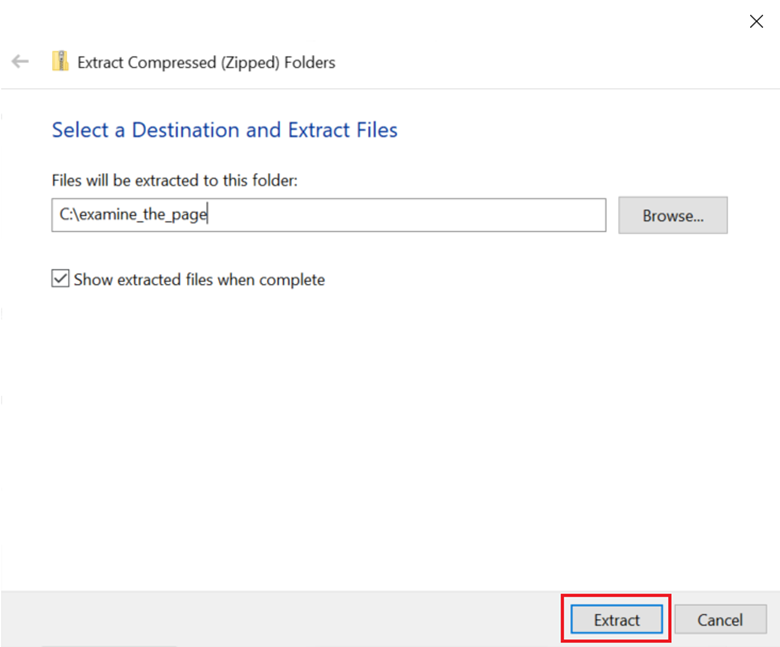 Extract Compressed (Zipped) Folders
Select a Destination and Extract Files
Files will be extracted to this folder:
C:\examine_the_page
Browse...
Show extracted files when complete
Extract
Cancel